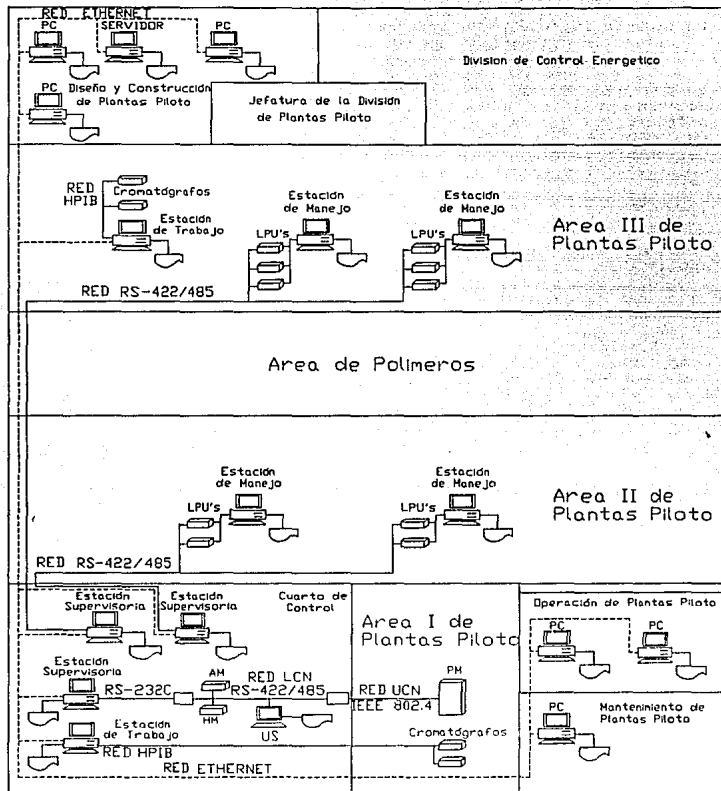 RED ETHERNET
PC
SERVIDOR
PC
Division de Control Energetico
PC
Diseño y Construcción
de Plantas Piloto
Jefatura de la División
de Plantas Piloto
RED
HPIB
Cromatógrafos
Estación
de Trabajo
Estación
de Manejo
LPU's
Estación
de Manejo
LPU's
Area III de
Plantas Piloto
RED RS-422/485
Area de Polimeros
Estación
de Manejo
LPU's
Estación
de Manejo
LPU's
Area II de
Plantas Piloto
RED RS-422/485
Estación
Supervisoria
Estación
Supervisoria
Cuarto de
Control
Area I de
Plantas Piloto
Operación de Plantas Piloto
PC
PC
Estación
Supervisoria
RS-232C
AM
HM
RED LCN
RS-422/485
US
RED UCN
IEEE 802.4
PM
Estación
de Trabajo
RED HPIB
Cromatógrafos
PC
Mantenimiento de
Plantas Piloto
RED ETHERNET